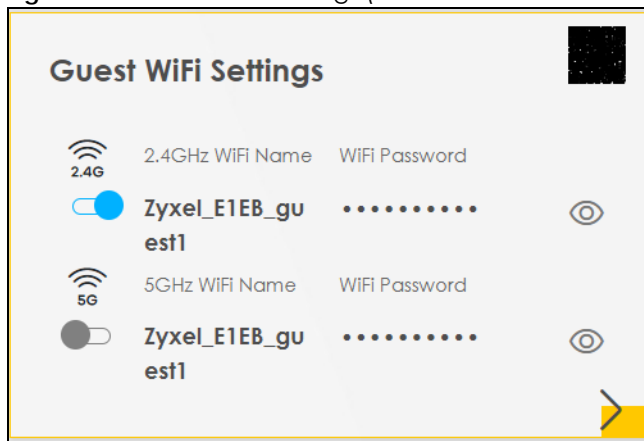 Guest WiFi Settings
2.4G
2.4GHz WiFi Name WiFi Password
Zyxel_E1EB_gu ••••••••••
est1
5G
5GHz WiFi Name WiFi Password
Zyxel_E1EB_gu ••••••••••
est1